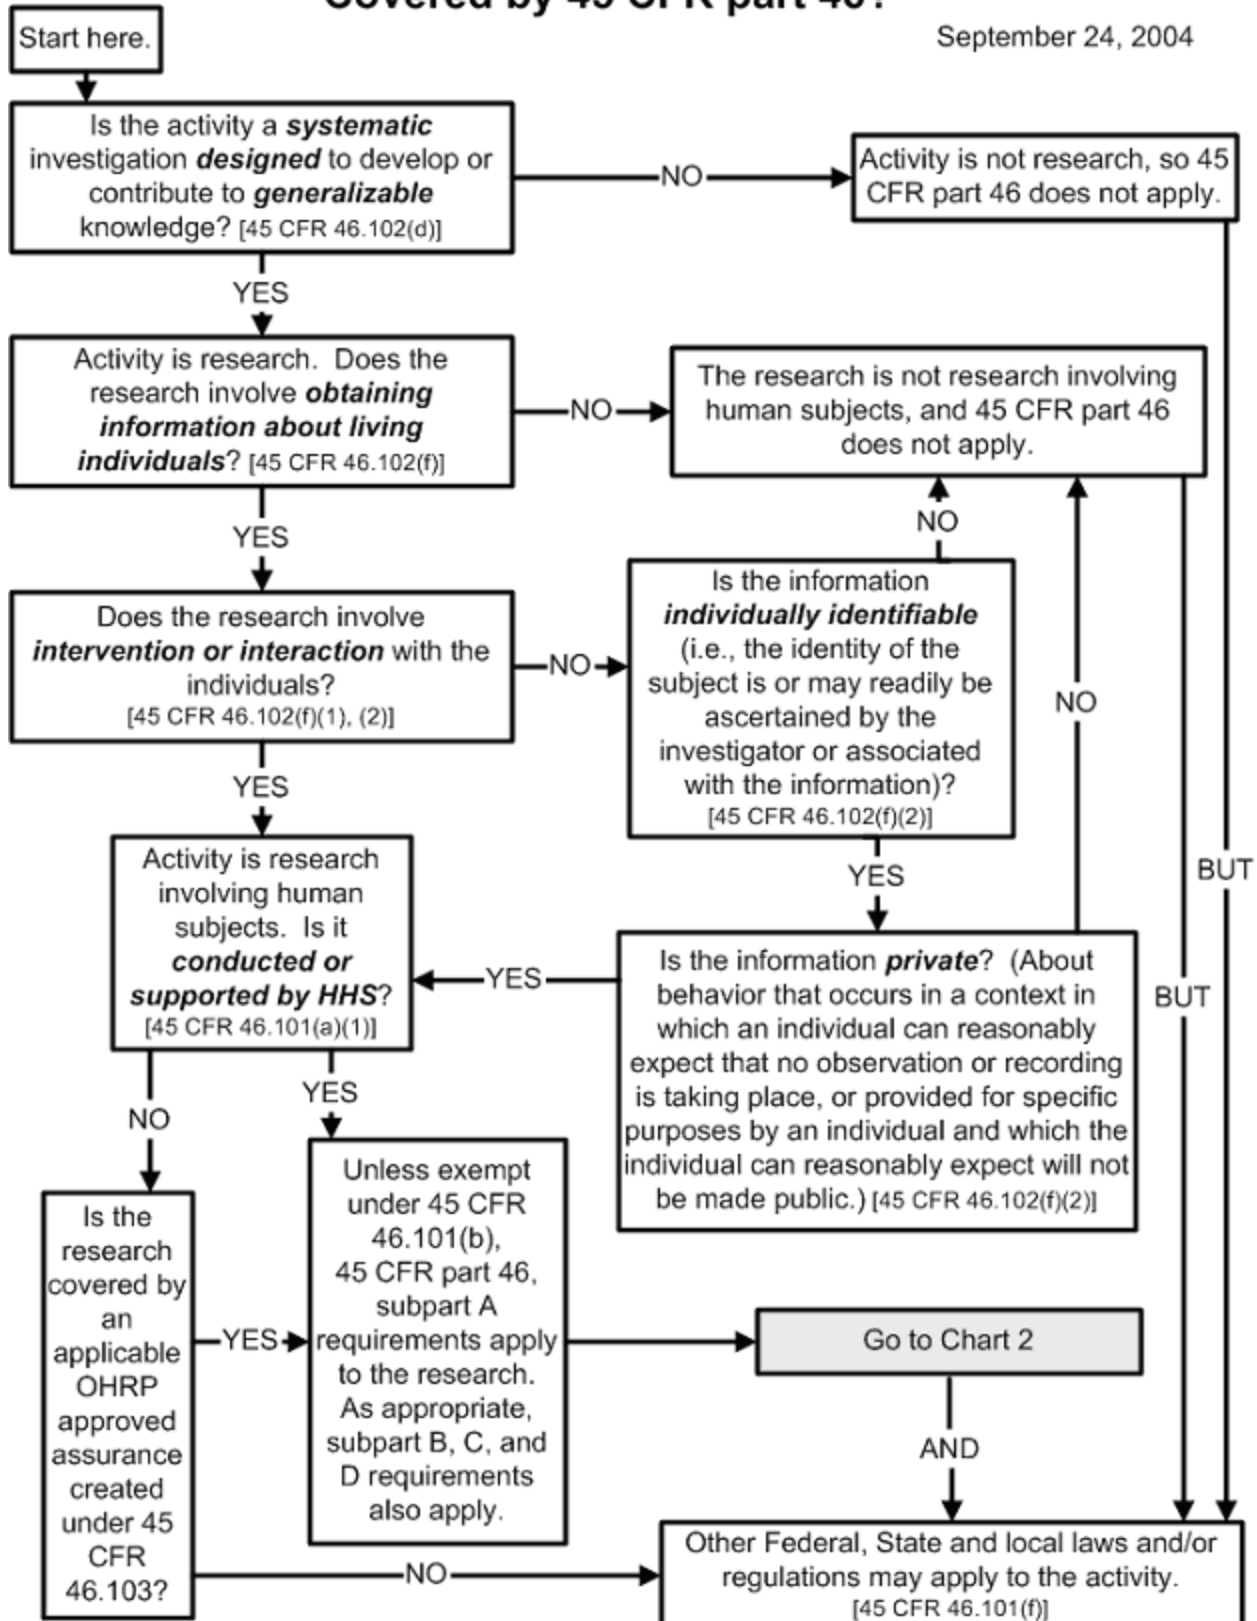 Covered by 45 CFR part 46?
September 24, 2004
Start here.
Is the activity a systematic
investigation designed to develop or
contribute to generalizable
knowledge? [45 CFR 46.102(d)]
NO
Activity is not research, so 45
CFR part 46 does not apply.
YES
Activity is research. Does the
research involve obtaining
information about living
individuals? [45 CFR 46.102(f)]
NO
The research is not research involving
human subjects, and 45 CFR part 46
does not apply.
YES
NO
Does the research involve
intervention or interaction with the
individuals?
[45 CFR 46.102(f)(1), (2)]
NO
Is the information
individually identifiable
(i.e., the identity of the
subject is or may readily be
ascertained by the
investigator or associated
with the information)?
[45 CFR 46.102(f)(2)]
NO
YES
YES
BUT
BUT
Activity is research
involving human
subjects. Is it
conducted or
supported by HHS?
[45 CFR 46.101(a)(1)]
YES
Is the information private? (About
behavior that occurs in a context in
which an individual can reasonably
expect that no observation or recording
is taking place, or provided for specific
purposes by an individual and which the
individual can reasonably expect will not
be made public.) [45 CFR 46.102(f)(2)]
NO
YES
Is the
research
covered by
an
applicable
OHRP
approved
assurance
created
under 45
CFR
46.103?
YES
Unless exempt
under 45 CFR
46.101(b),
45 CFR part 46,
subpart A
requirements apply
to the research.
As appropriate,
subpart B, C, and
D requirements
also apply.
Go to Chart 2
AND
NO
Other Federal, State and local laws and/or
regulations may apply to the activity.
[45 CFR 46.101(f)]